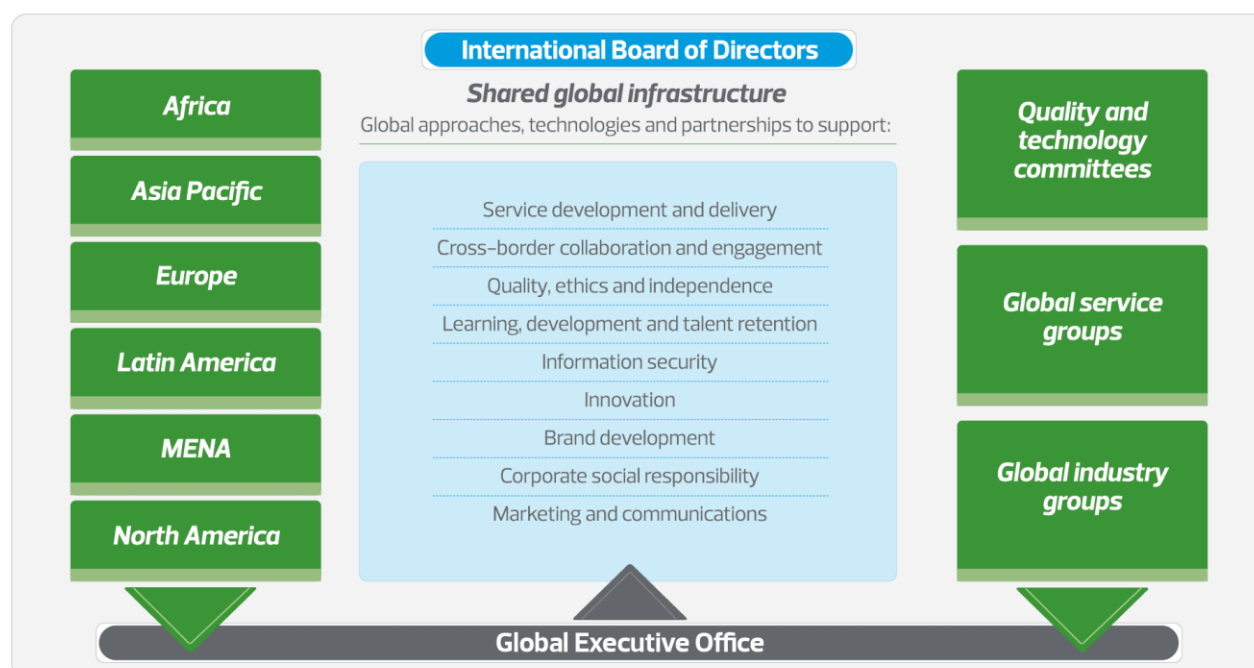 International Board of Directors
Shared global infrastructure
Global approaches, technologies and partnerships to support:
Africa
Asia Pacific
Europe
Latin America
MENA
North America
Service development and delivery
Cross-border collaboration and engagement
Quality, ethics and independence
Learning, development and talent retention
Information security
Innovation
Brand development
Corporate social responsibility
Marketing and communications
Quality and
technology
committees
Global service
groups
Global industry
groups
Global Executive Office